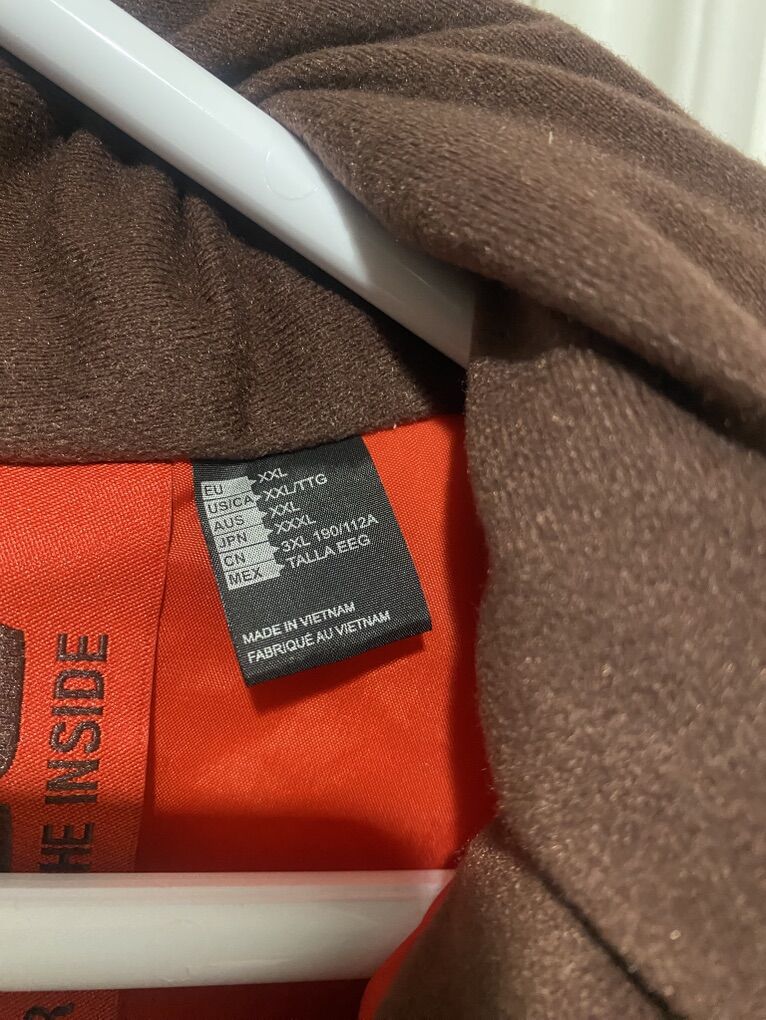 EU XXL
US/CA XXL/TTG
AUS XXL
JPN XXXL
CN 3XL 190/112A
MEX TALLA EEG
MADE IN VIETNAM
FABRIQUÉ AU VIETNAM
INSIDE